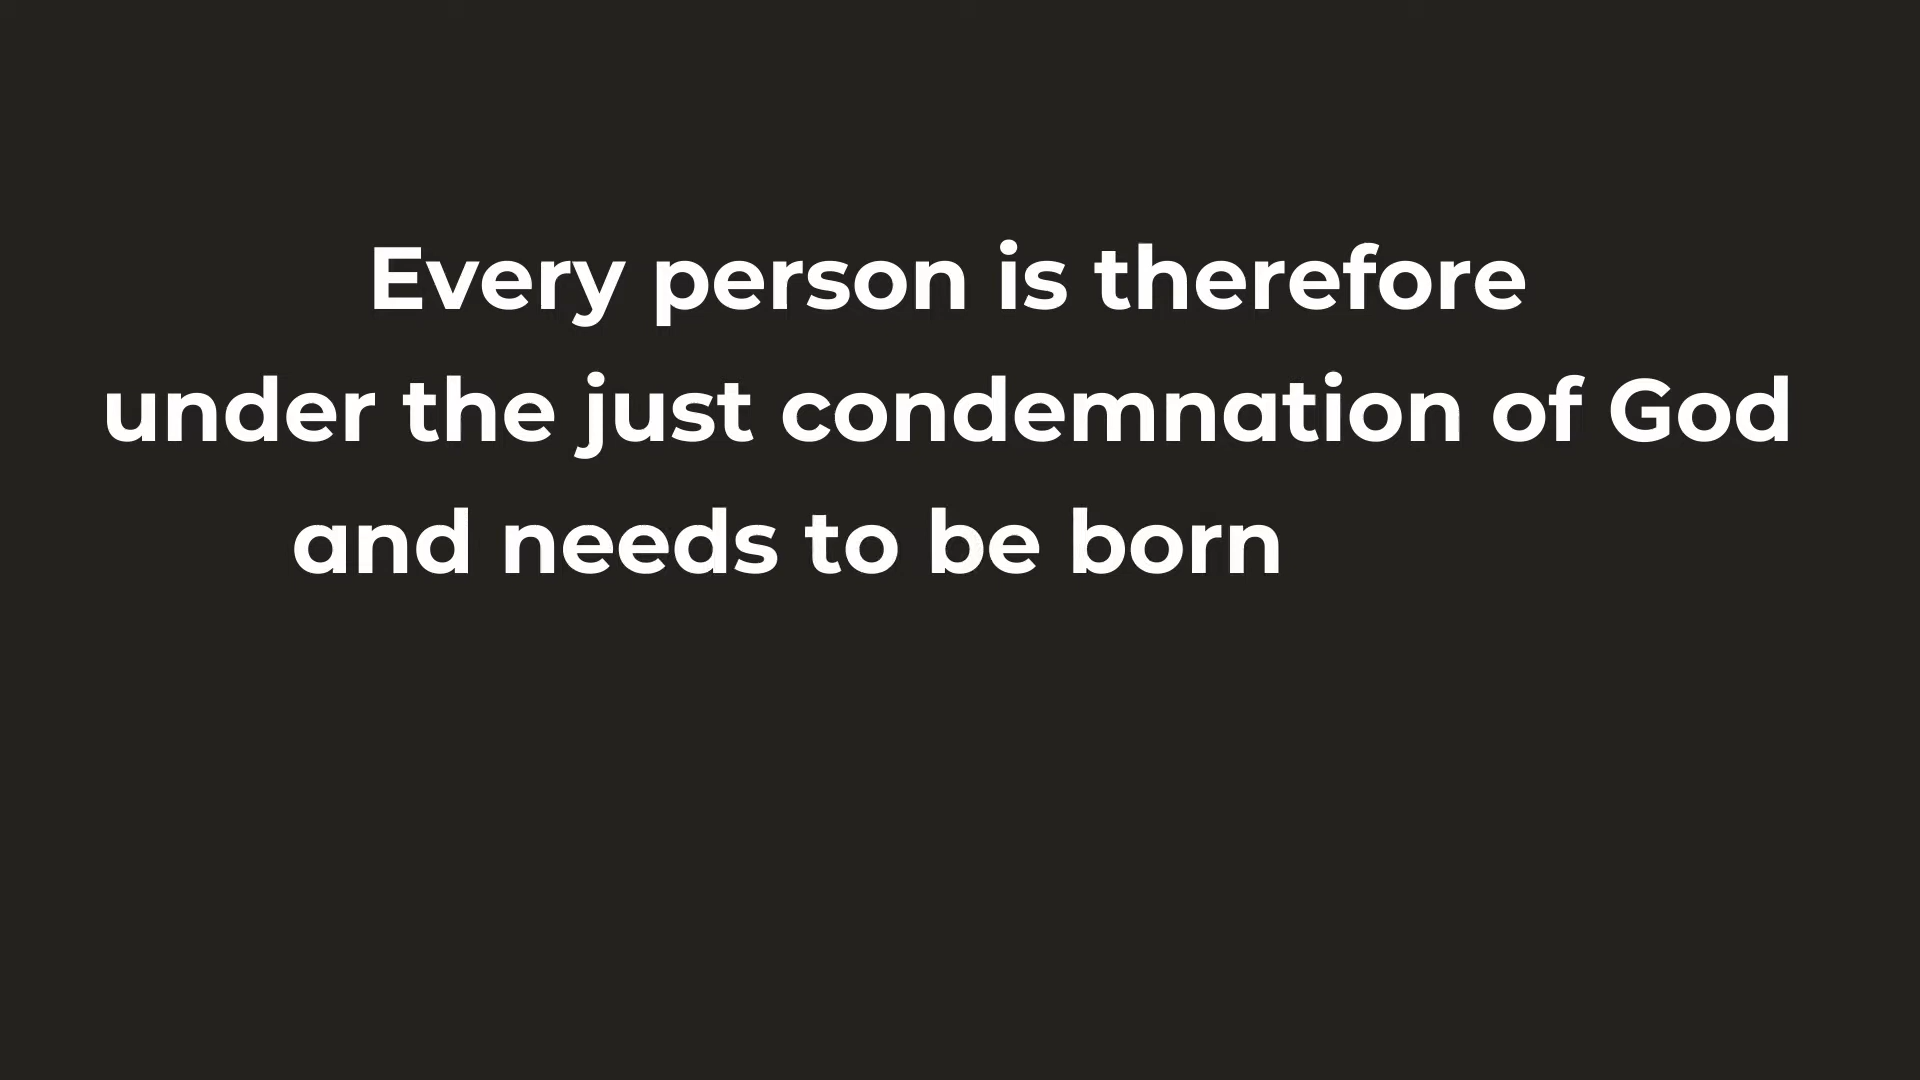 Every person is therefore
under the just condemnation of God
and needs to be born